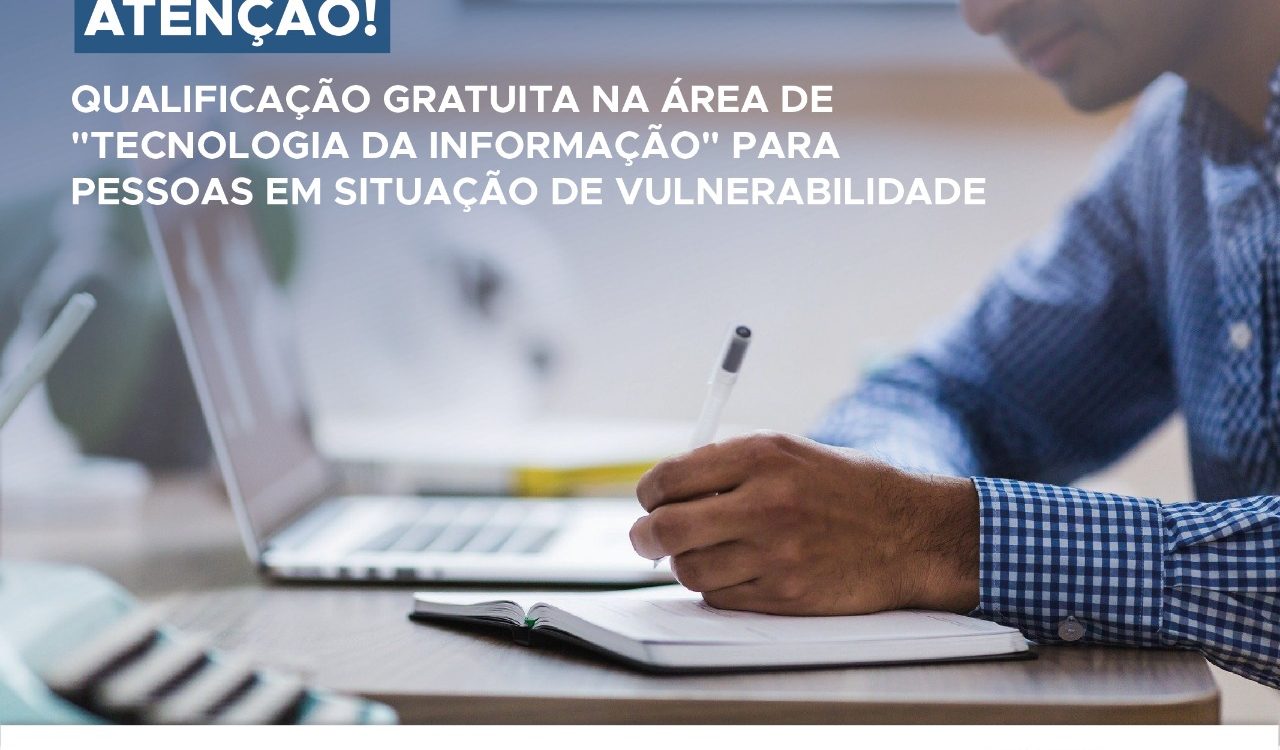 ATENÇÃO!
QUALIFICAÇÃO GRATUITA NA ÁREA DE
"TECNOLOGIA DA INFORMAÇÃO" PARA
PESSOAS EM SITUAÇÃO DE VULNERABILIDADE